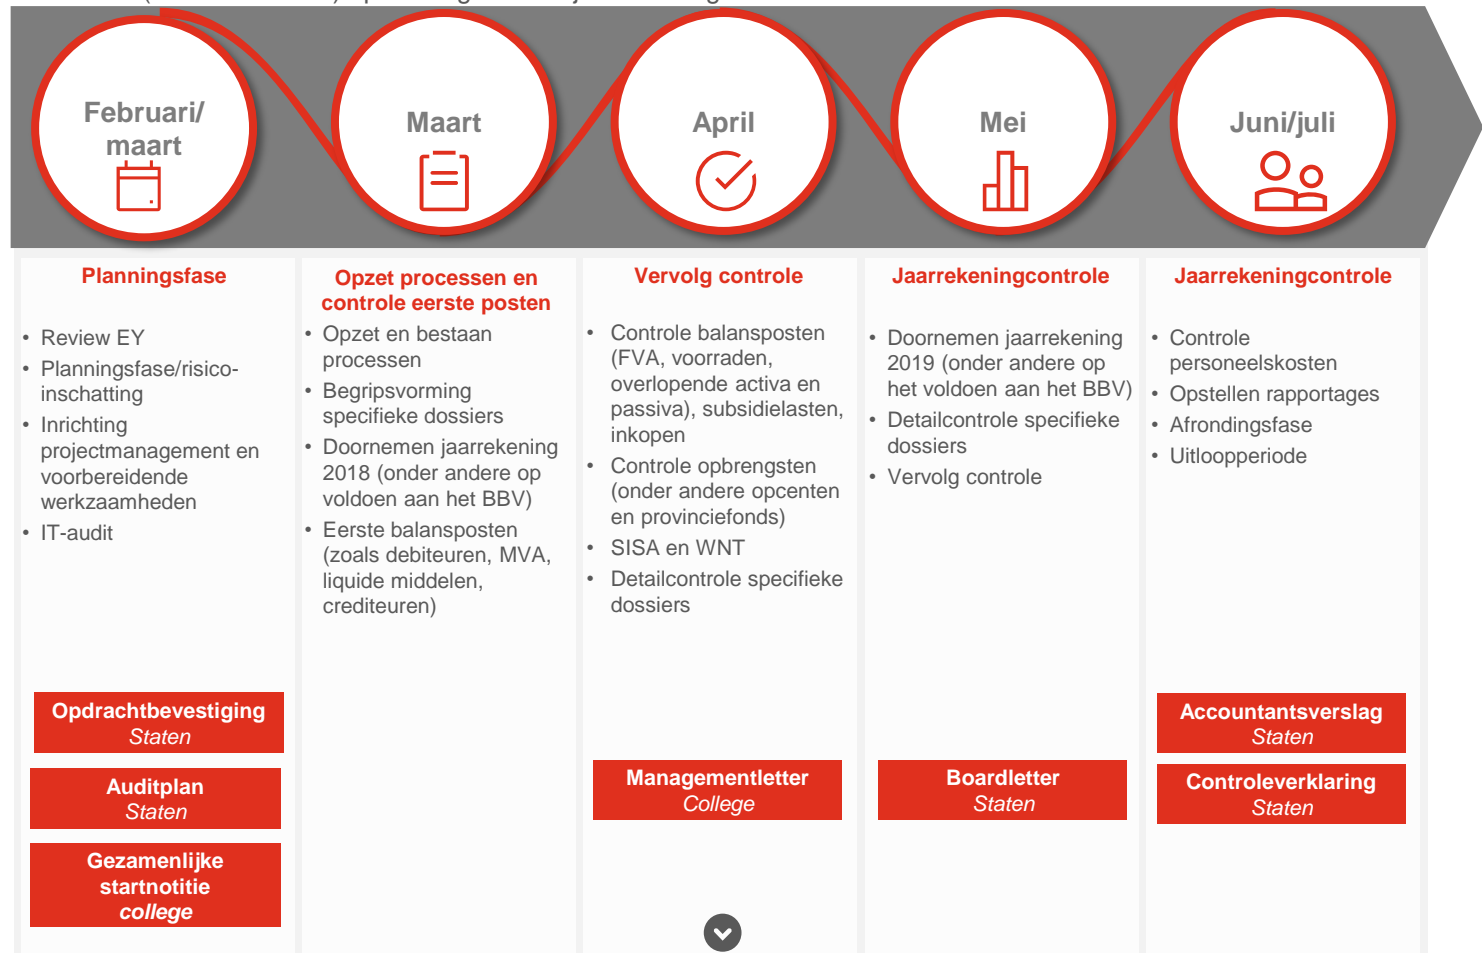 Februari/
maart
Maart
April
Mei
Juni/juli
Planningsfase
• Review EY
• Planningsfase/risico-
inschatting
• Inrichting
projectmanagement en
voorbereidende
werkzaamheden
• IT-audit
Opdrachtbevestiging
Staten
Auditplan
Staten
Gezamenlijke
startnotitie
college
Opzet processen en
controle eerste posten
• Opzet en bestaan
processen
• Begripsvorming
specifieke dossiers
• Doornemen jaarrekening
2018 (onder andere op
voldoen aan het BBV)
• Eerste balansposten
(zoals debiteuren, MVA,
liquide middelen,
crediteuren)
Vervolg controle
• Controle balansposten
(FVA, voorraden,
overlopende activa en
passiva), subsidielasten,
inkopen
• Controle opbrengsten
(onder andere opcenten
en provinciefonds)
• SISA en WNT
• Detailcontrole specifieke
dossiers
Managementletter
College
Jaarrekeningcontrole
• Doornemen jaarrekening
2019 (onder andere op
het voldoen aan het BBV)
• Detailcontrole specifieke
dossiers
• Vervolg controle
Boardletter
Staten
Jaarrekeningcontrole
• Controle
personeelskosten
• Opstellen rapportages
• Afrondingsfase
• Uitloopperiode
Accountantsverslag
Staten
Controleverklaring
Staten